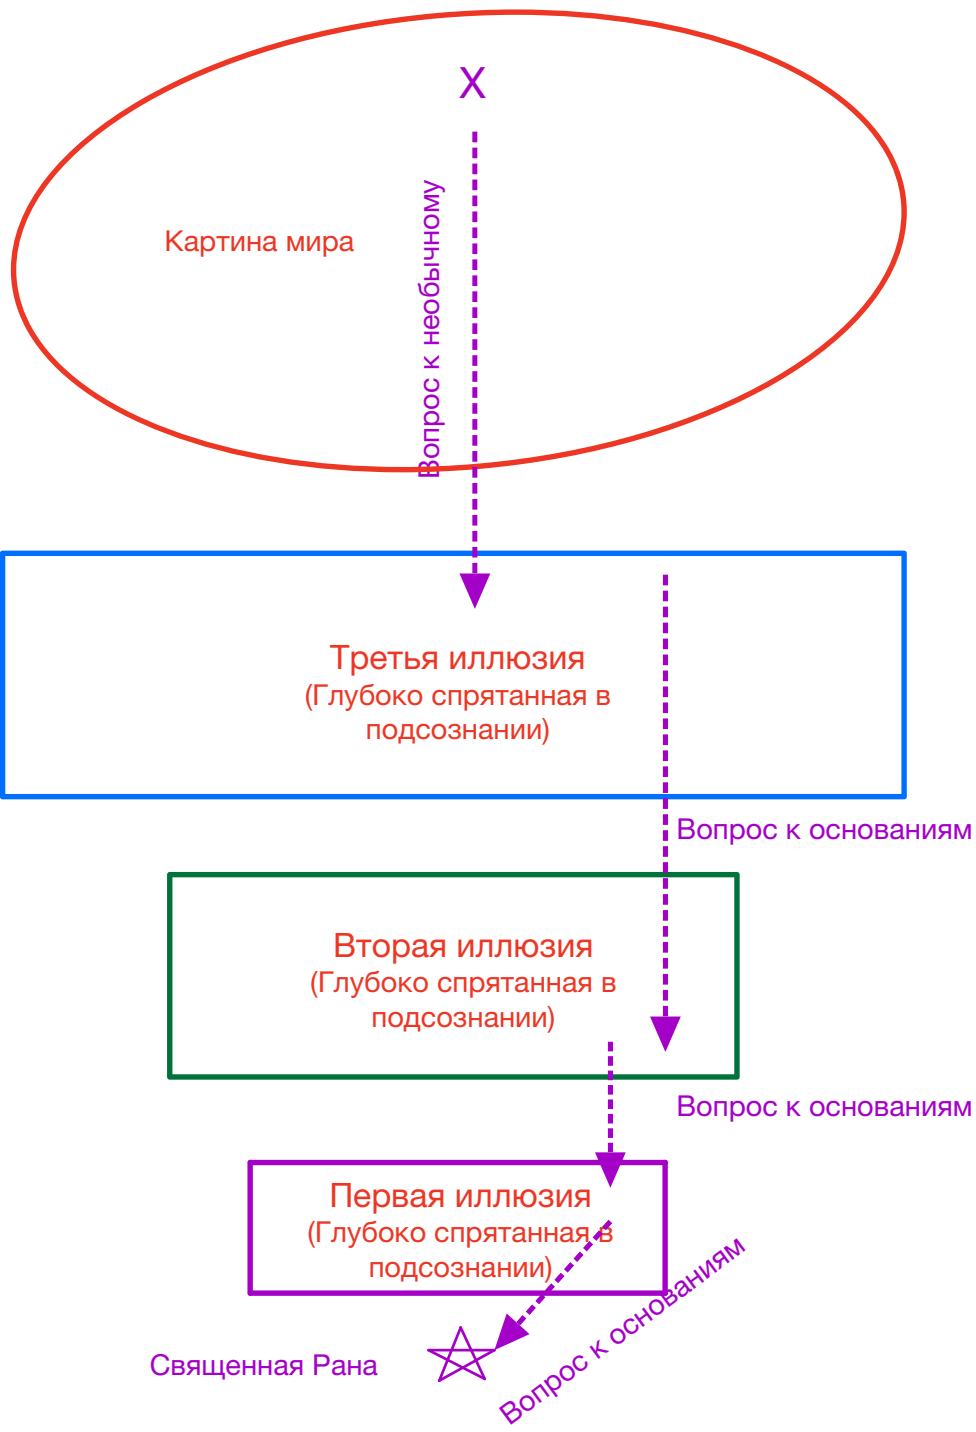 X
Вопрос к необычному
Картина мира
Третья иллюзия
(Глубоко спрятанная в
подсознании)
Вопрос к основаниям
Вторая иллюзия
(Глубоко спрятанная в
подсознании)
Вопрос к основаниям
Первая иллюзия
(Глубоко спрятанная в
подсознании)
Вопрос к основаниям
Священная Рана